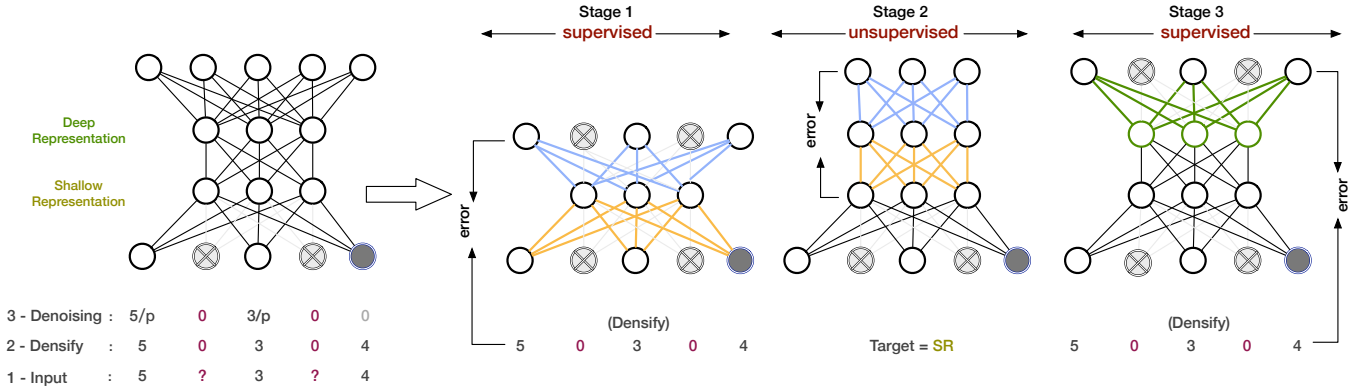 Stage 1
supervised
Stage 2
unsupervised
Stage 3
supervised
Deep
Representation
Shallow
Representation
error
error
error
3 - Denoising : 5/p 0 3/p 0 0
2 - Densify : 5 0 3 0 4
1 - Input : 5 ? 3 ? 4
(Densify)
5 0 3 0 4
Target = SR
(Densify)
5 0 3 0 4